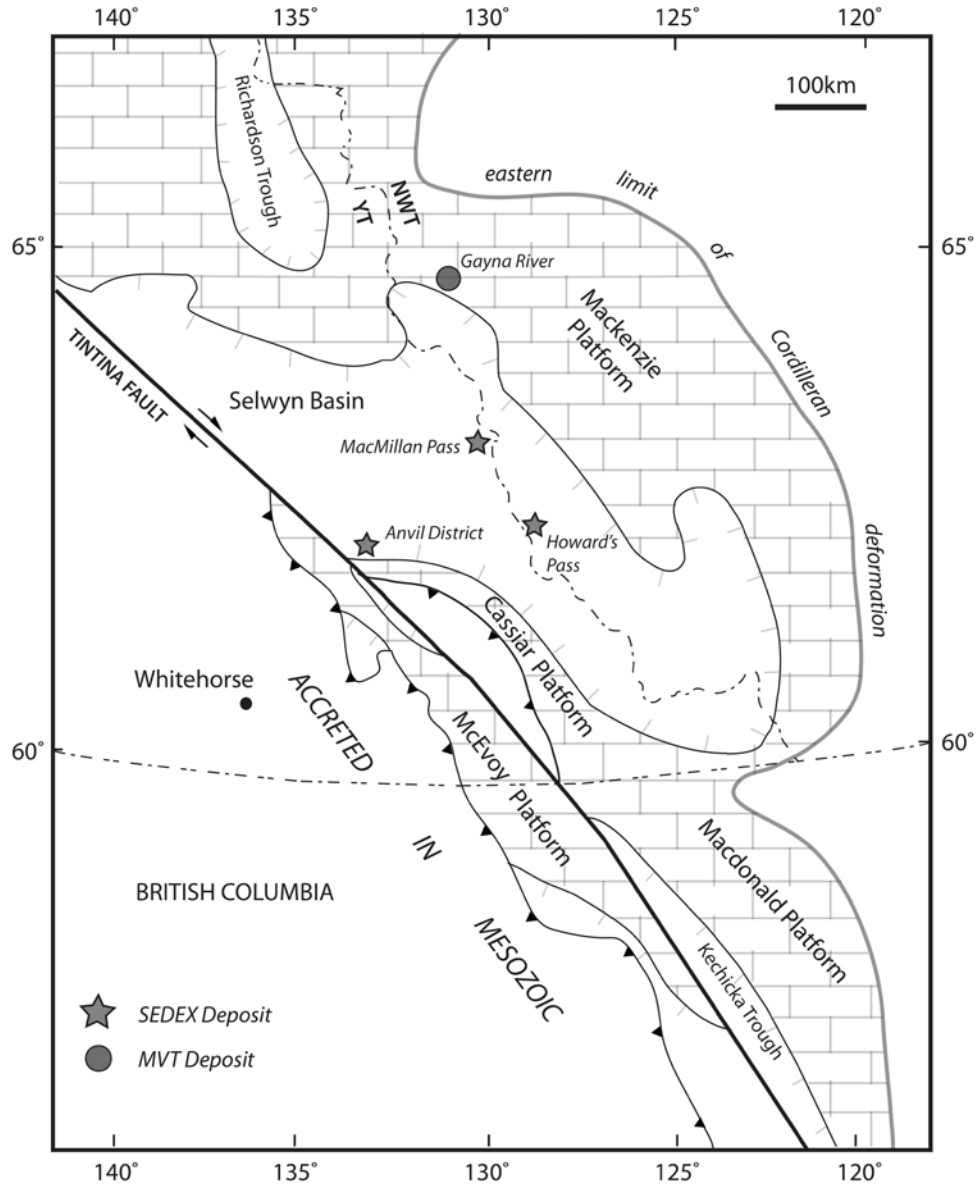 140°
135°
130°
125°
120°
100km
Richardson Trough
eastern
limit
of
Cordilleran
deformation
NWT
YT
65°
65°
Gayna River
Mackenzie
Platform
TINTINA FAULT
Selwyn Basin
MacMillan Pass
Anvil District
Howard's
Pass
Cassiar Platform
Whitehorse
ACCRETED
IN
MESOZOIC
McEvoy
Platform
60°
60°
Macdonald Platform
BRITISH COLUMBIA
Kechicka Trough
SEDEX Deposit
MVT Deposit
140°
135°
130°
125°
120°